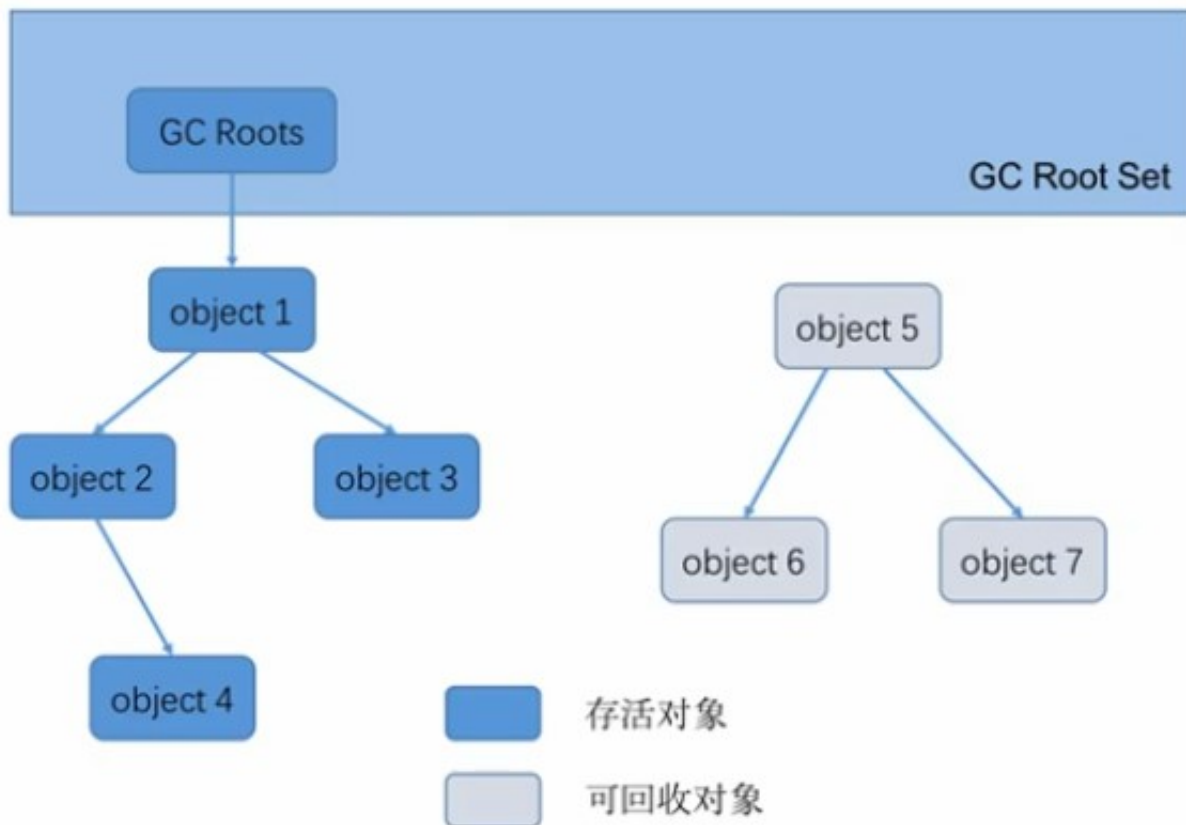 GC Roots
GC Root Set
object 1
object 5
object 2
object 3
object 6
object 7
object 4
存活对象
可回收对象